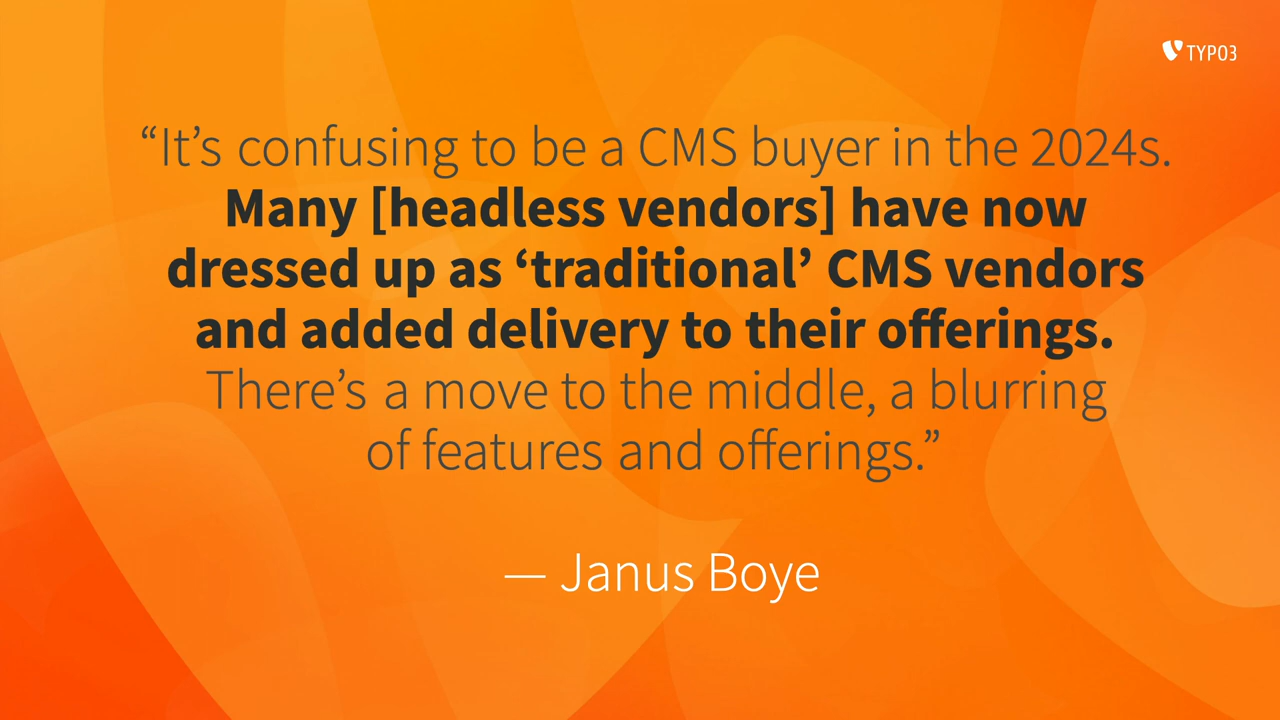 TYPO3
“It’s confusing to be a CMS buyer in the 2024s.
Many [headless vendors] have now
dressed up as ‘traditional’ CMS vendors
and added delivery to their offerings.
There’s a move to the middle, a blurring
of features and offerings.”
— Janus Boye